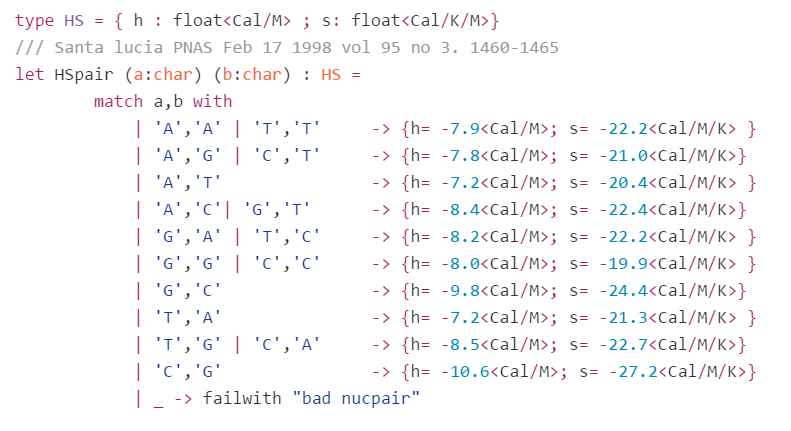 type HS = { h : float<Cal/M> ; s: float<Cal/K/M>}
/// Santa lucia PNAS Feb 17 1998 vol 95 no 3. 1460-1465
let HSpair (a:char) (b:char) : HS =
        match a,b with
            | 'A','A' | 'T','T'     -> {h= -7.9<Cal/M>; s= -22.2<Cal/M/K> }
            | 'A','G' | 'C','T'     -> {h= -7.8<Cal/M>; s= -21.0<Cal/M/K>}
            | 'A','T'               -> {h= -7.2<Cal/M>; s= -20.4<Cal/M/K> }
            | 'A','C'| 'G','T'      -> {h= -8.4<Cal/M>; s= -22.4<Cal/M/K>}
            | 'G','A' | 'T','C'     -> {h= -8.2<Cal/M>; s= -22.2<Cal/M/K> }
            | 'G','G' | 'C','C'     -> {h= -8.0<Cal/M>; s= -19.9<Cal/M/K> }
            | 'G','C'               -> {h= -9.8<Cal/M>; s= -24.4<Cal/M/K>}
            | 'T','A'               -> {h= -7.2<Cal/M>; s= -21.3<Cal/M/K> }
            | 'T','G' | 'C','A'     -> {h= -8.5<Cal/M>; s= -22.7<Cal/M/K>}
            | 'C','G'               -> {h= -10.6<Cal/M>; s= -27.2<Cal/M/K>}
            | _ -> failwith "bad nucpair"